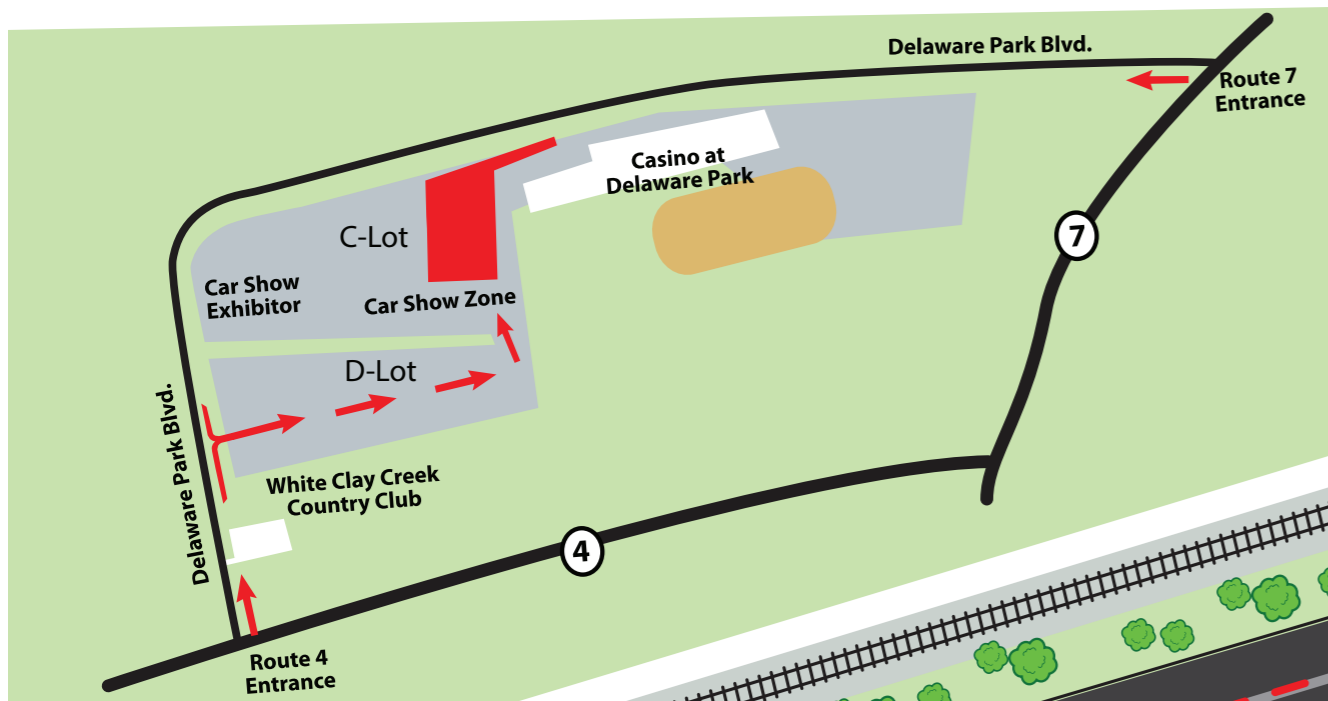 Delaware Park Blvd.
Route 7
Entrance
Casino at
Delaware Park
C-Lot
7
Car Show
Exhibitor
Car Show Zone
D-Lot
Delaware Park Blvd.
White Clay Creek
Country Club
4
Route 4
Entrance